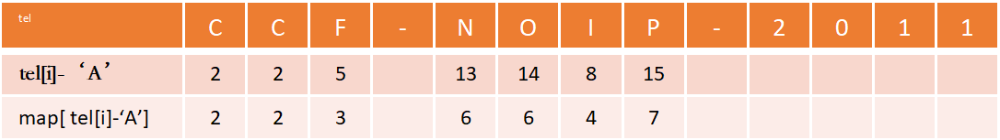 tel C C F - N O I P - 2 0 1 1
tel[i]- ‘A’ 2 2 5 13 14 8 15
map[ tel[i]-‘A’] 2 2 3 6 6 4 7